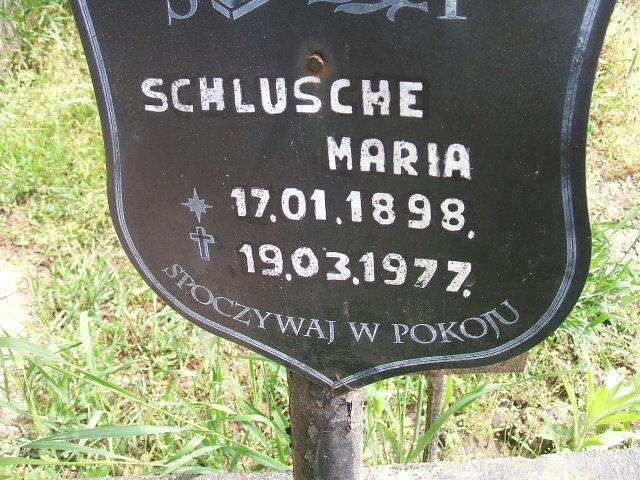 SCHLUSCHE
MARIA
17.01.1898.
19.03.1977.
SPOCZYWAJ W POKOJU